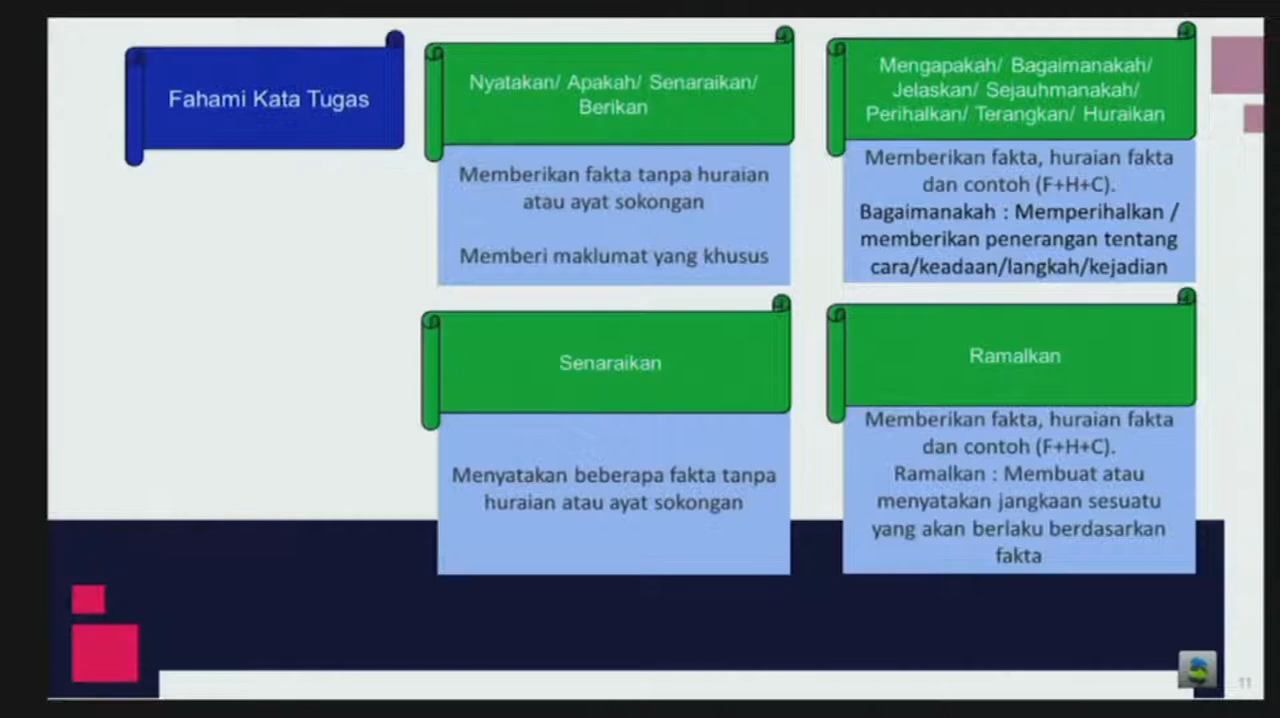 Fahami Kata Tugas
Nyatakan/ Apakah/ Senaraikan/
Berikan
Memberikan fakta tanpa huraian
atau ayat sokongan
Memberi maklumat yang khusus
Mengapakah/ Bagaimanakah/
Jelaskan/ Sejauhmanakah/
Perihalkan/ Terangkan/ Huraikan
Memberikan fakta, huraian fakta
dan contoh (F+H+C).
Bagaimanakah : Memperihalkan /
memberikan penerangan tentang
cara/keadaan/langkah/kejadian
Senaraikan
Menyatakan beberapa fakta tanpa
huraian atau ayat sokongan
Ramalkan
Memberikan fakta, huraian fakta
dan contoh (F+H+C).
Ramalkan : Membuat atau
menyatakan jangkaan sesuatu
yang akan berlaku berdasarkan
fakta
11